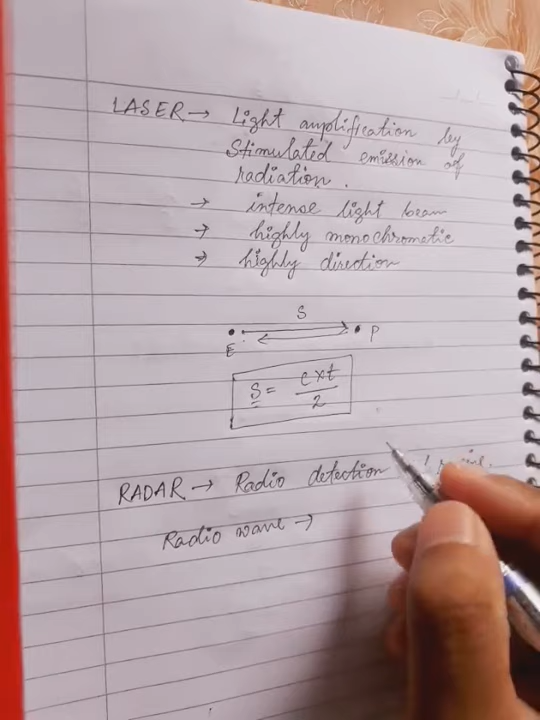 LASER → Light amplification by
Stimulated emission of
radiation.
→ intense light beam
→ highly monochromatic
→ highly direction
S
E P
S = c×t
2
RADAR → Radio detection
Radio wave →